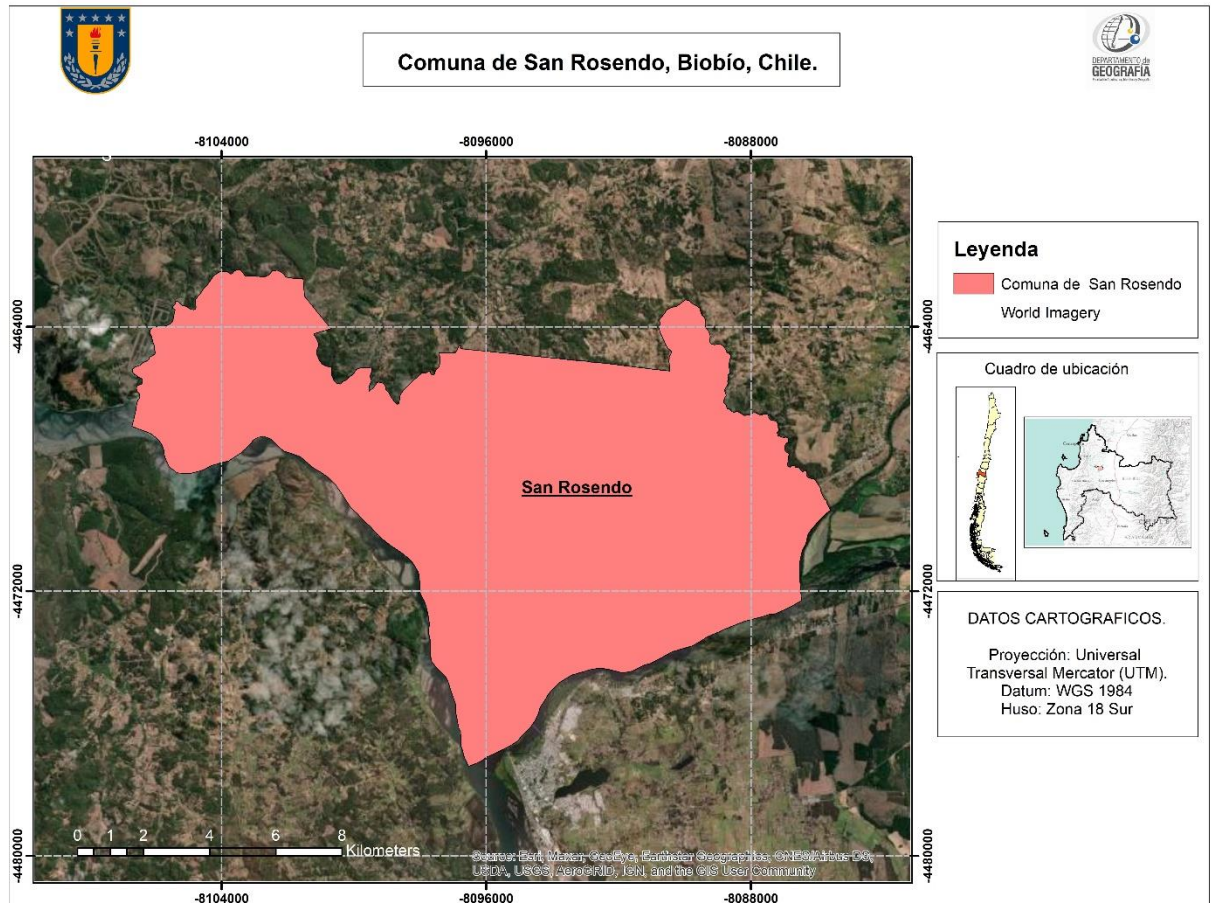 Comuna de San Rosendo, Biobío, Chile.
DEPARTAMENTO de
GEOGRAFÍA
-8104000
-8096000
-8088000
S
-4464000
-4464000
San Rosendo
-4472000
-4472000
-4480000
-4480000
0 1 2 4 6 8
Kilometers
Source: Esri, Maxar, GeoEye, Earthstar Geographics, CNES/Airbus DS,
USDA, USGS, AeroGRID, IGN, and the GIS User Community
-8104000
-8096000
-8088000
Leyenda
Comuna de San Rosendo
World Imagery
Cuadro de ubicación
DATOS CARTOGRAFICOS.
Proyección: Universal
Transversal Mercator (UTM).
Datum: WGS 1984
Huso: Zona 18 Sur